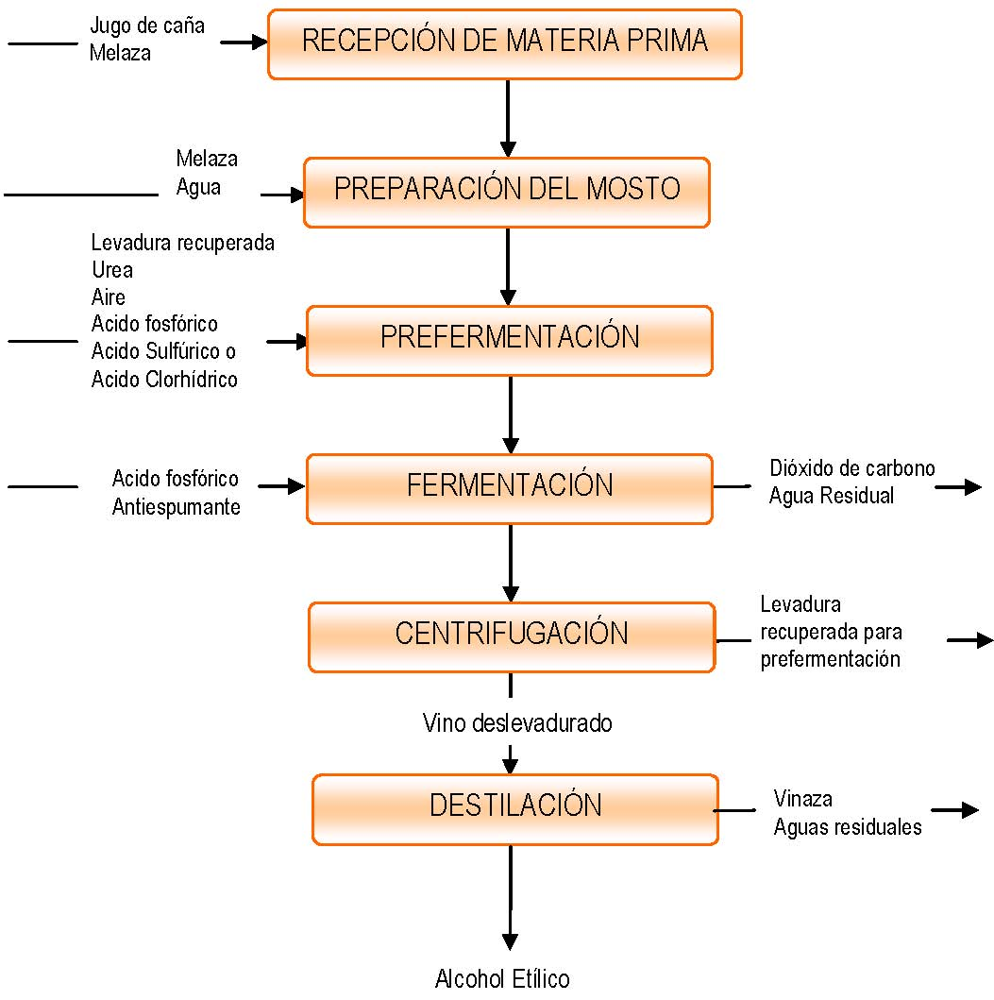 Jugo de caña
Melaza
RECEPCIÓN DE MATERIA PRIMA
Melaza
Agua
PREPARACIÓN DEL MOSTO
Levadura recuperada
Urea
Aire
Acido fosfórico
Acido Sulfúrico o
Acido Clorhídrico
PREFERMENTACIÓN
Acido fosfórico
Antiespumante
FERMENTACIÓN
Dióxido de carbono
Agua Residual
CENTRIFUGACIÓN
Levadura
recuperada para
prefermentación
Vino deslevadurado
DESTILACIÓN
Vinaza
Aguas residuales
Alcohol Etílico